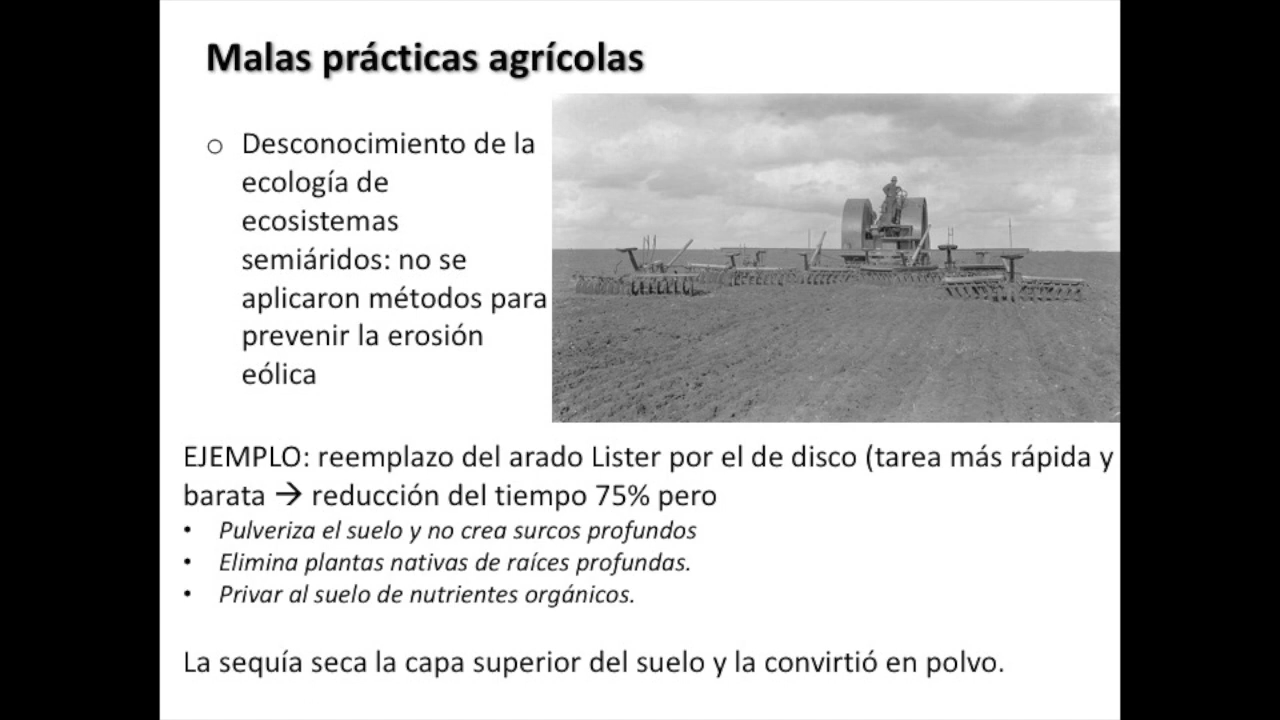 Malas prácticas agrícolas
o Desconocimiento de la
ecología de
ecosistemas
semiáridos: no se
aplicaron métodos para
prevenir la erosión
eólica
EJEMPLO: reemplazo del arado Lister por el de disco (tarea más rápida y
barata → reducción del tiempo 75% pero
• Pulveriza el suelo y no crea surcos profundos
• Elimina plantas nativas de raíces profundas.
• Privar al suelo de nutrientes orgánicos.
La sequía seca la capa superior del suelo y la convirtió en polvo.